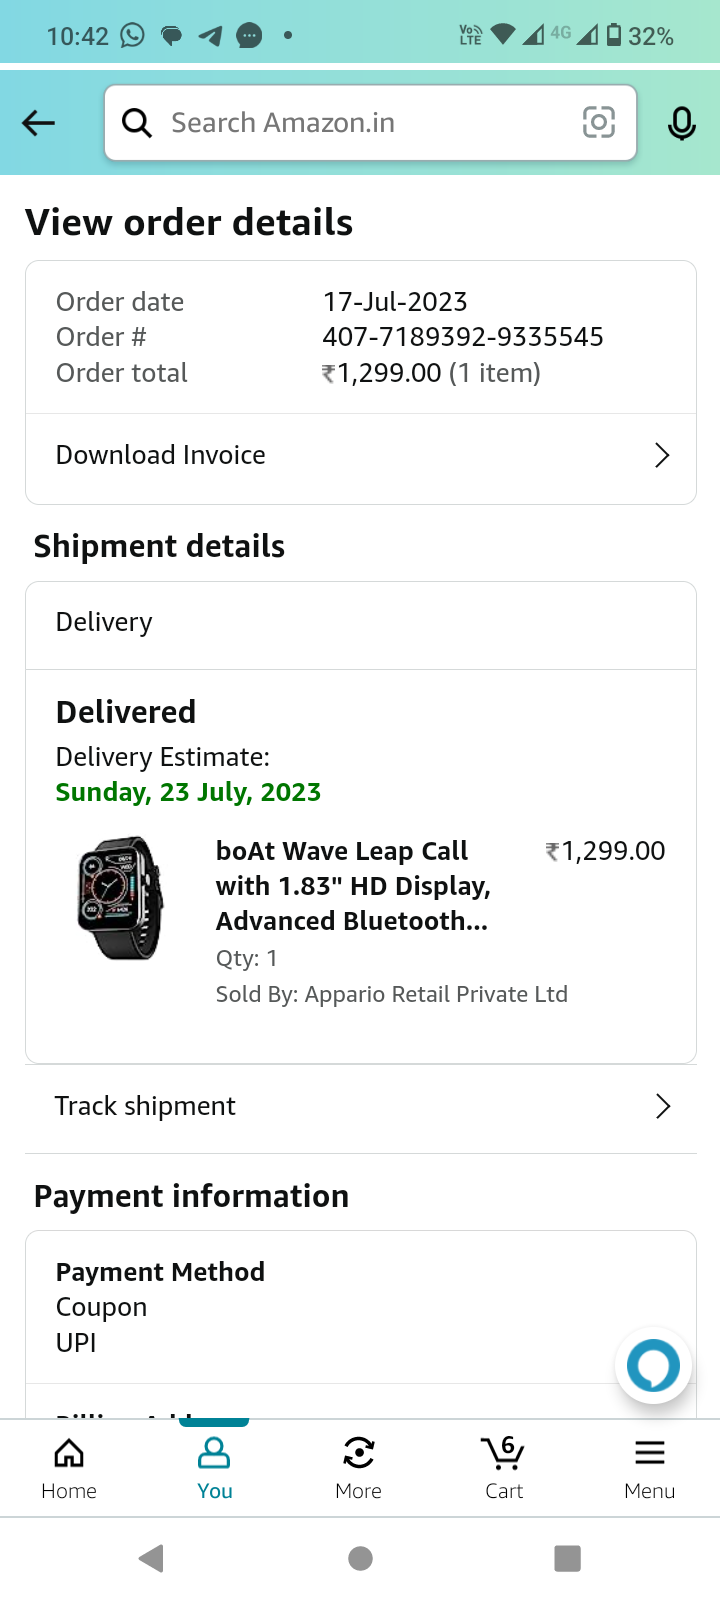 10:42
VoLTE 4G 32%
Search Amazon.in
View order details
Order date 17-Jul-2023
Order # 407-7189392-9335545
Order total ₹1,299.00 (1 item)
Download Invoice
Shipment details
Delivery
Delivered
Delivery Estimate:
Sunday, 23 July, 2023
boAt Wave Leap Call ₹1,299.00
with 1.83" HD Display,
Advanced Bluetooth...
Qty: 1
Sold By: Appario Retail Private Ltd
Track shipment
Payment information
Payment Method
Coupon
UPI
6
Home You More Cart Menu